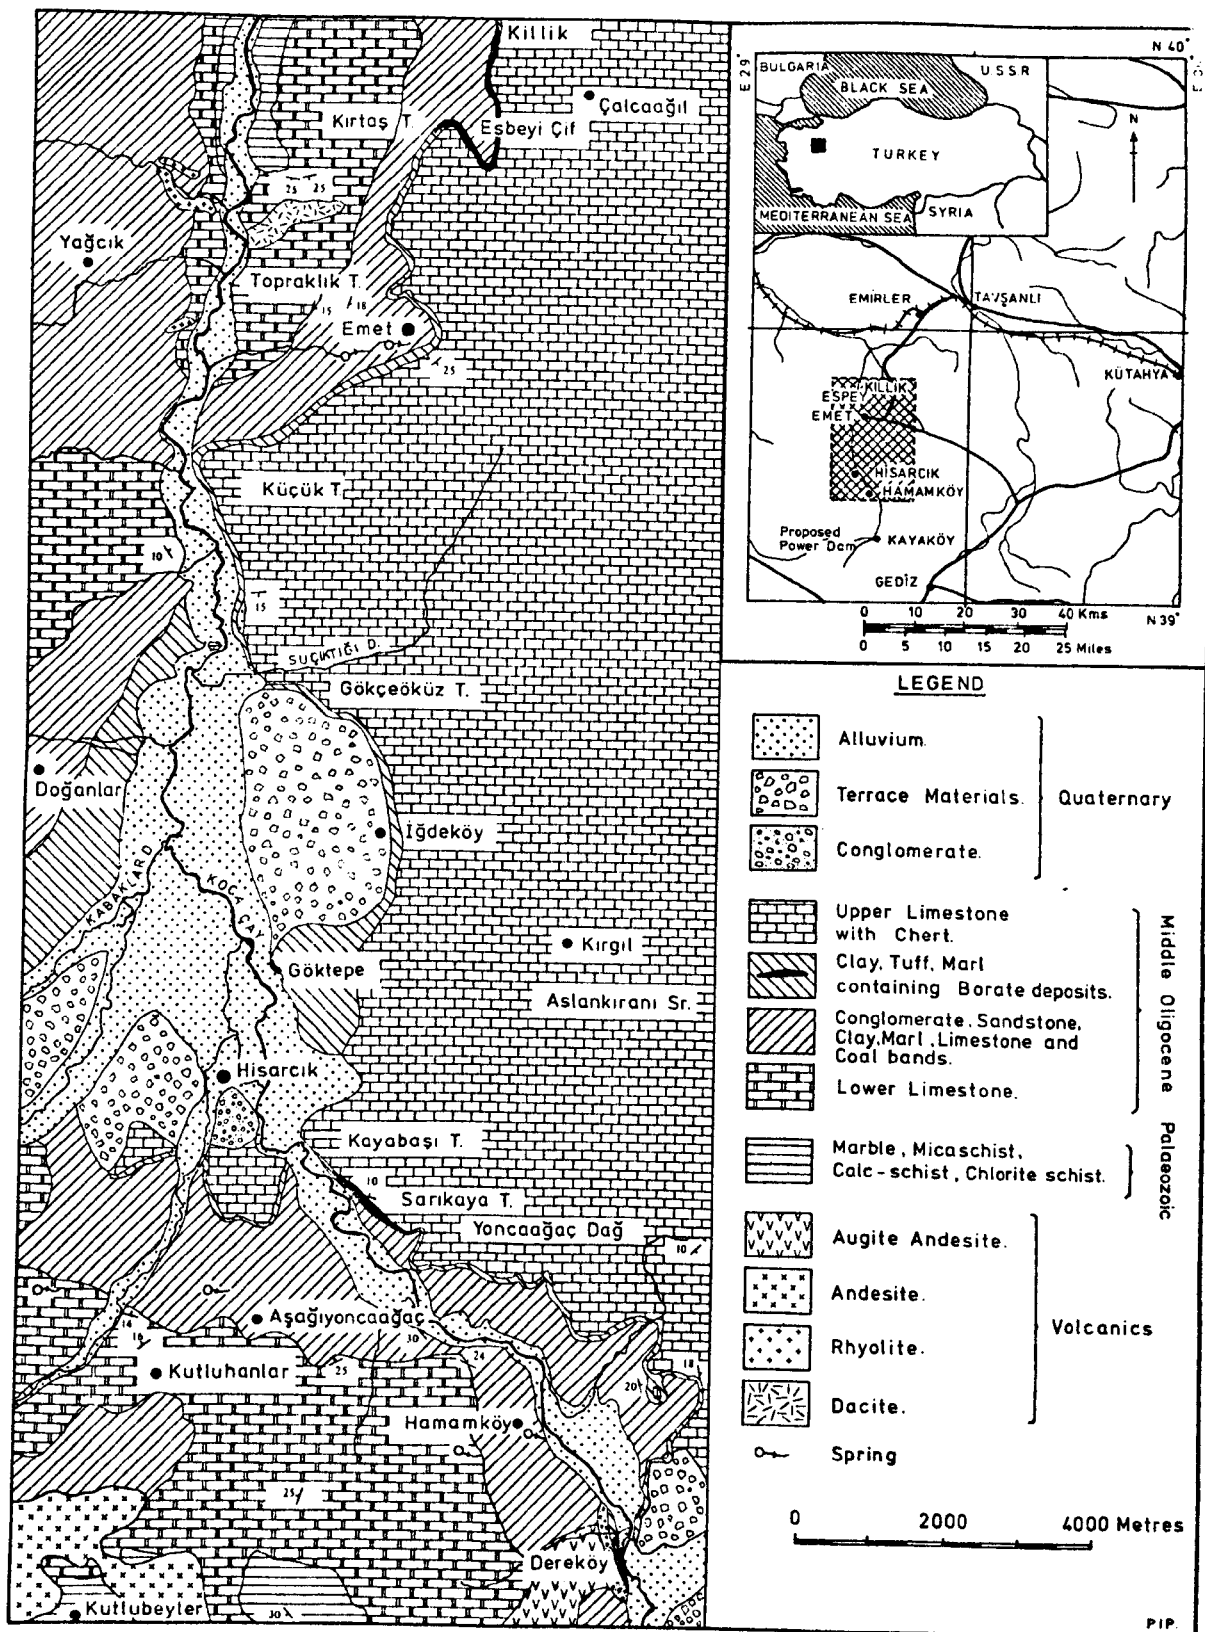 Killik
Çalcaağıl
Kırtaş T.
Esbeyi Çif
25 25
Yağcık
Topraklık T.
15 18
Emet
25
Küçük T.
10
15
SUÇIKTIĞI D.
Gökçeöküz T.
Doğanlar
İğdeköy
KABAKLAR D.
KOCA ÇAY
Kırgıl
Göktepe
Aslankıranı Sr.
Hisarcık
Kayabaşı T.
10
Sarıkaya T.
Yoncaağaç Dağ
10
Aşağıyoncaağaç
14
16
30
24
25
18
20
Kutluhanlar
Hamamköy
25
Dereköy
Kutlubeyler
30
N 40°
E 29°
BULGARIA
U.S.S.R
BLACK SEA
N
TURKEY
MEDITERRANEAN SEA
SYRIA
EMİRLER
TAVŞANLI
KÜTAHYA
KILLİK
ESPEY
EMET
HİSARCIK
HAMAMKÖY
Proposed
Power Dam
KAYAKÖY
GEDİZ
0 10 20 30 40 Kms
N 39°
0 5 10 15 20 25 Miles
LEGEND
Alluvium.
Terrace Materials.
Quaternary
Conglomerate.
Upper Limestone
with Chert.
Clay, Tuff, Marl
containing Borate deposits.
Conglomerate, Sandstone,
Clay, Marl, Limestone and
Coal bands.
Lower Limestone.
Middle Oligocene
Marble, Micaschist,
Calc-schist, Chlorite schist.
Palaeozoic
Augite Andesite.
Andesite.
Volcanics
Rhyolite.
Dacite.
Spring
0 2000 4000 Metres
PIP.